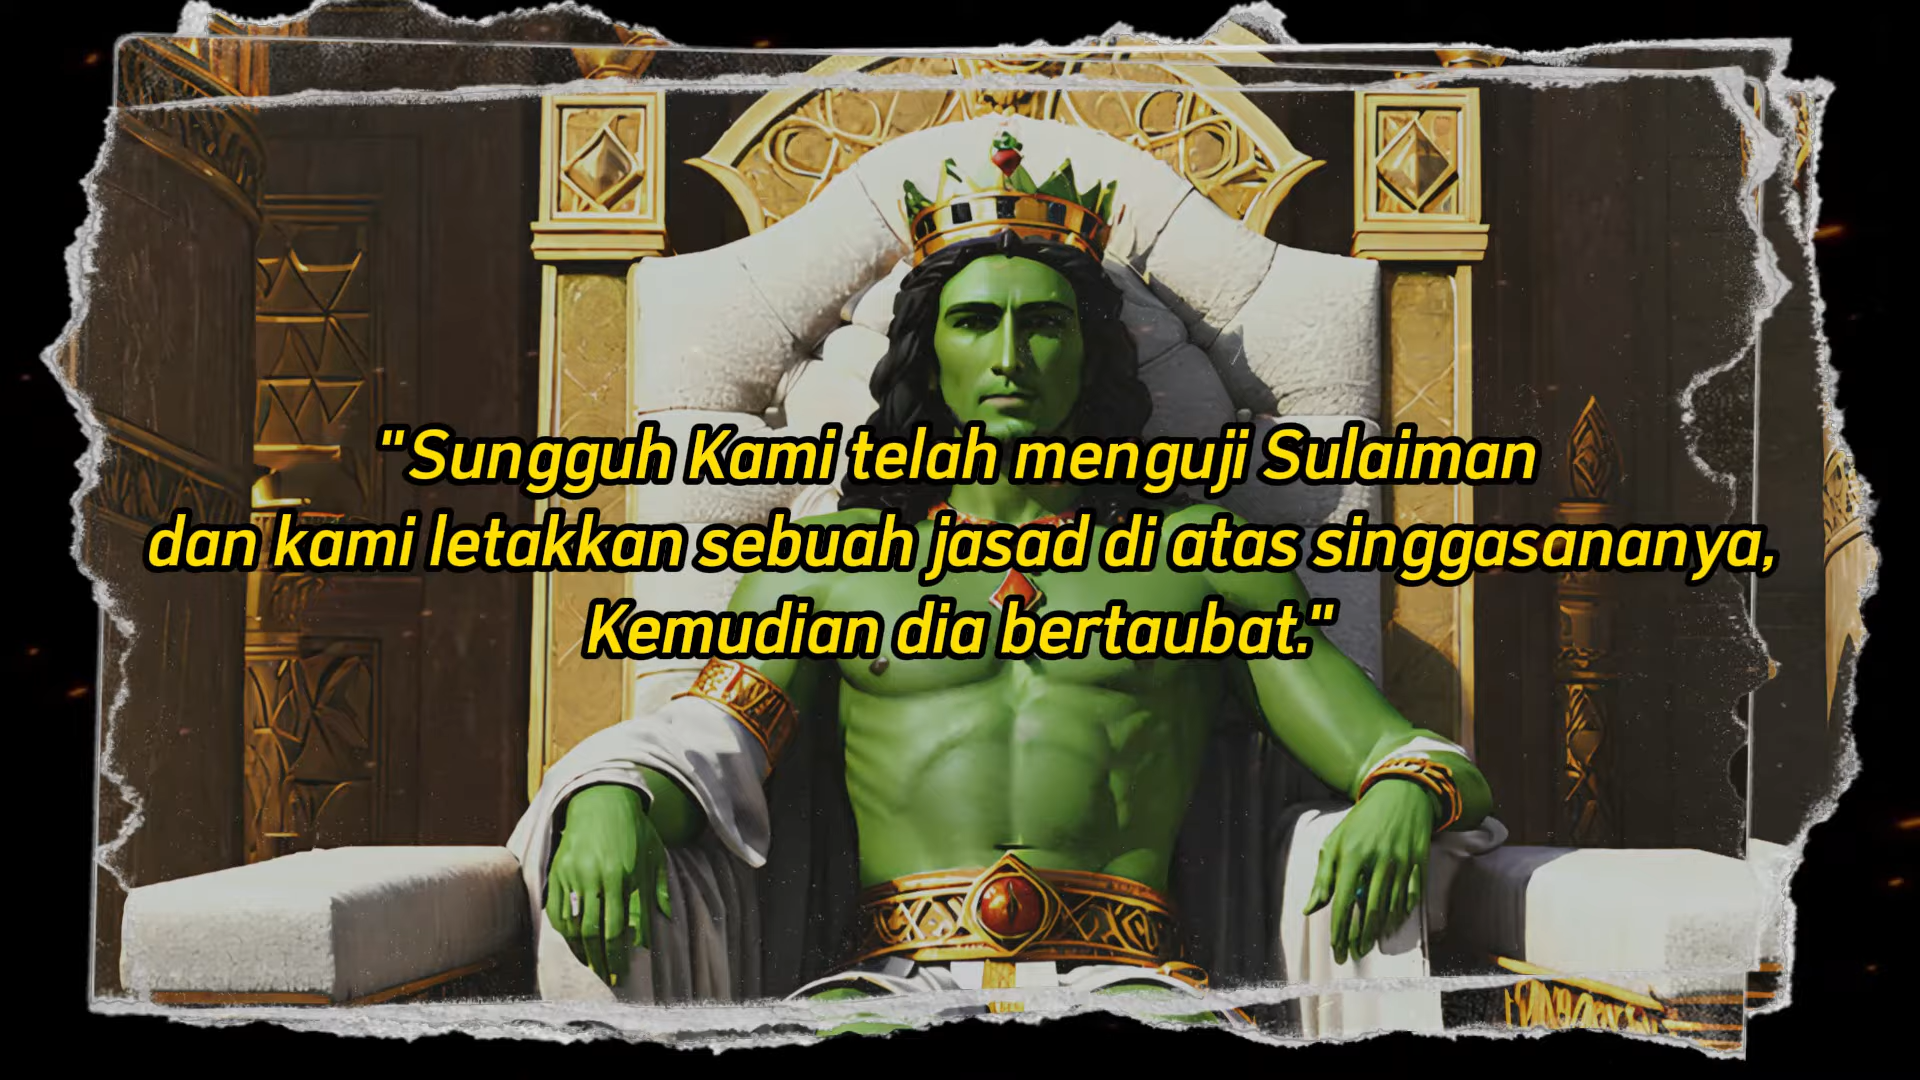 "Sungguh Kami telah menguji Sulaiman
dan kami letakkan sebuah jasad di atas singgasananya,
Kemudian dia bertaubat."